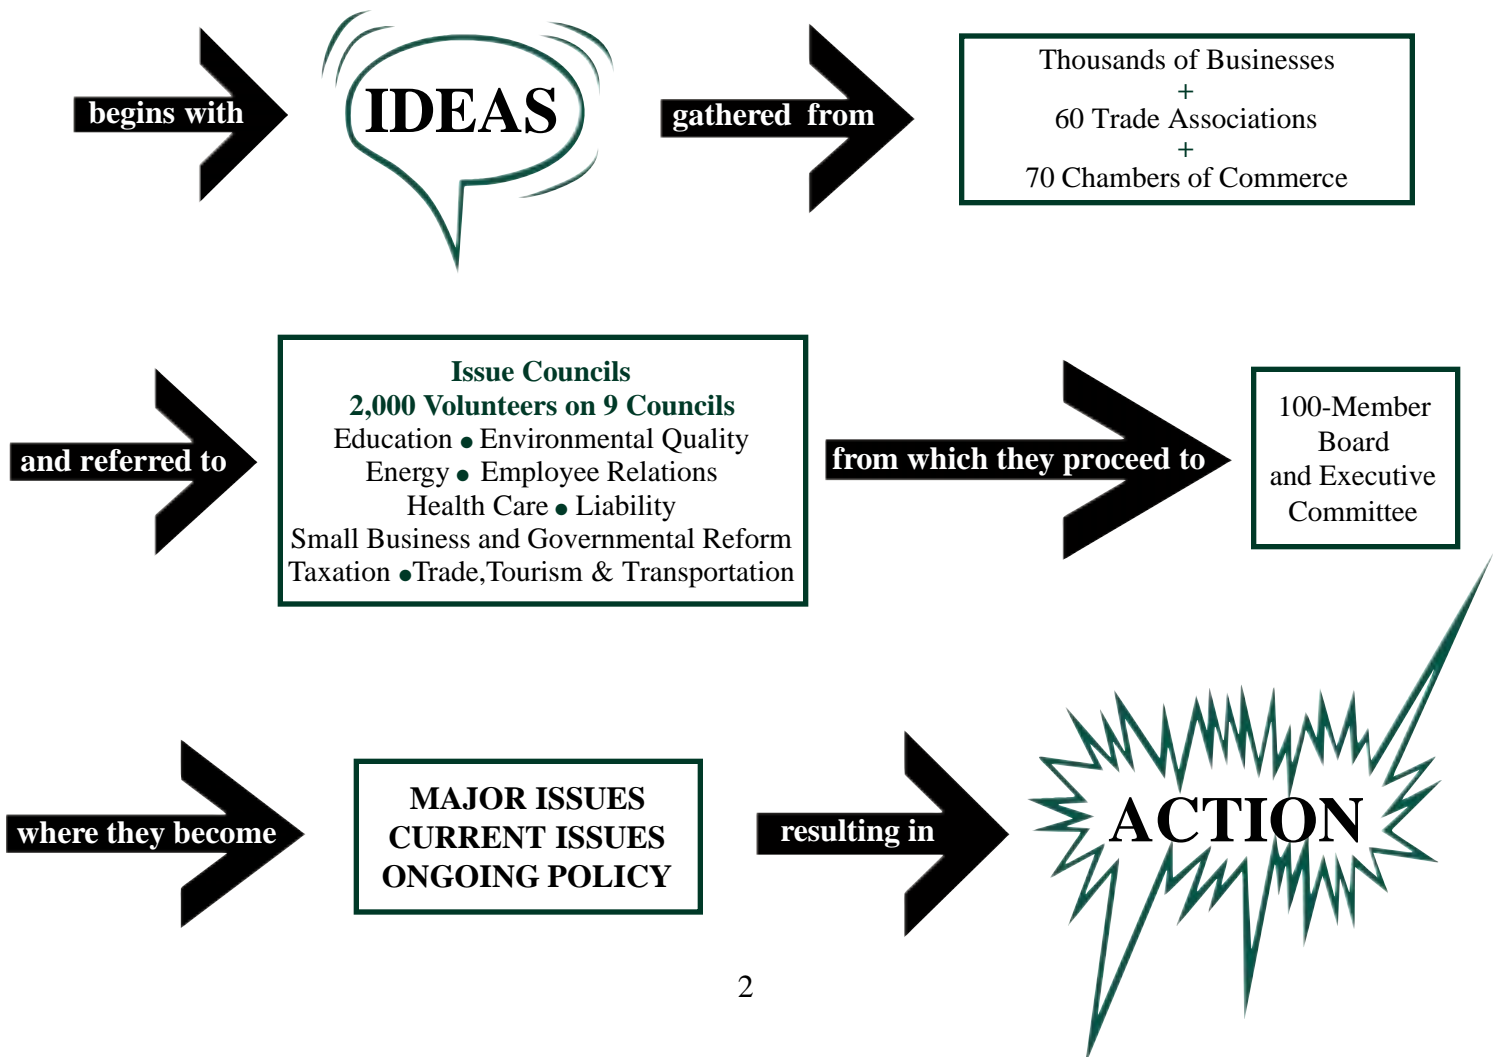 begins with
IDEAS
gathered from
Thousands of Businesses
+
60 Trade Associations
+
70 Chambers of Commerce
and referred to
Issue Councils
2,000 Volunteers on 9 Councils
Education ● Environmental Quality
Energy ● Employee Relations
Health Care ● Liability
Small Business and Governmental Reform
Taxation ●Trade,Tourism & Transportation
from which they proceed to
100-Member
Board
and Executive
Committee
where they become
MAJOR ISSUES
CURRENT ISSUES
ONGOING POLICY
resulting in
ACTION
2